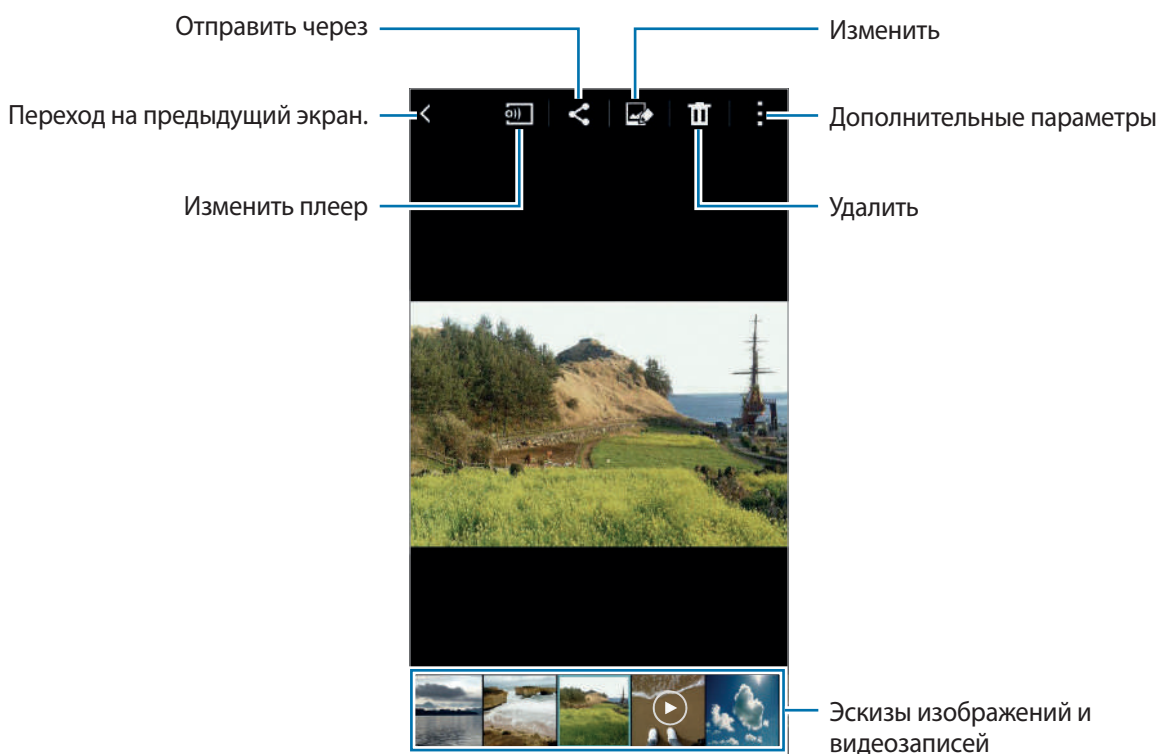 Отправить через
Изменить
Переход на предыдущий экран.
Дополнительные параметры
Изменить плеер
Удалить
Эскизы изображений и
видеозаписей